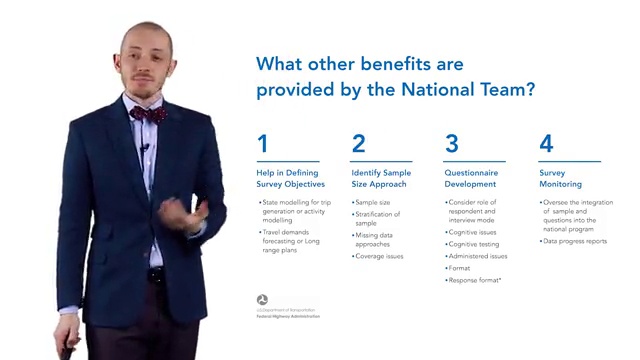 What other benefits are
provided by the National Team?
1
Help in Defining
Survey Objectives
• State modelling for trip
generation or activity
modelling
• Travel demands
forecasting or Long
range plans
2
Identify Sample
Size Approach
• Sample size
• Stratification of
sample
• Missing data
approaches
• Coverage issues
3
Questionnaire
Development
• Consider role of
respondent and
interview mode
• Cognitive issues
• Cognitive testing
• Administered issues
• Format
• Response format*
4
Survey
Monitoring
• Oversee the integration
of sample and
questions into the
national program
• Data progress reports
U.S.Department of transportation
Federal Highway Administration